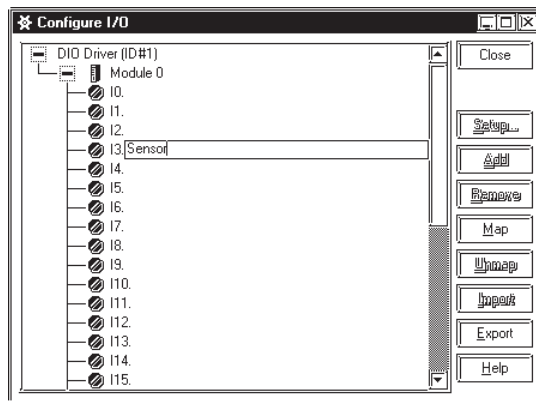 Configure I/O
DIO Driver (ID#1)
Module 0
I0.
I1.
I2.
I3. Sensor
I4.
I5.
I6.
I7.
I8.
I9.
I10.
I11.
I12.
I13.
I14.
I15.
Close
Setup...
Add
Remove
Map
Unmap
Import
Export
Help